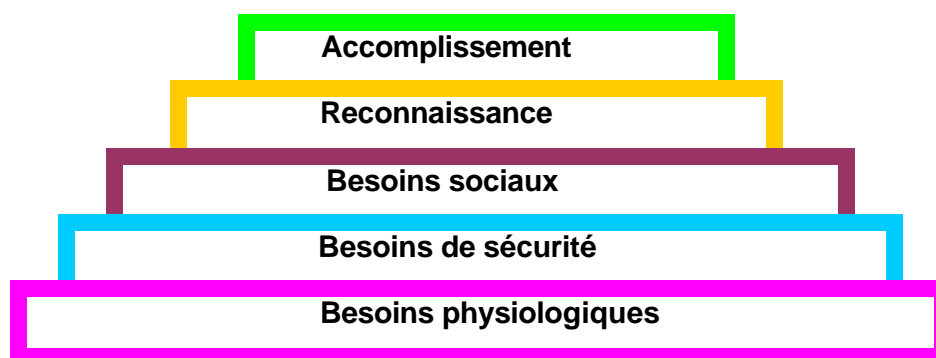 Accomplissement
Reconnaissance
Besoins sociaux
Besoins de sécurité
Besoins physiologiques